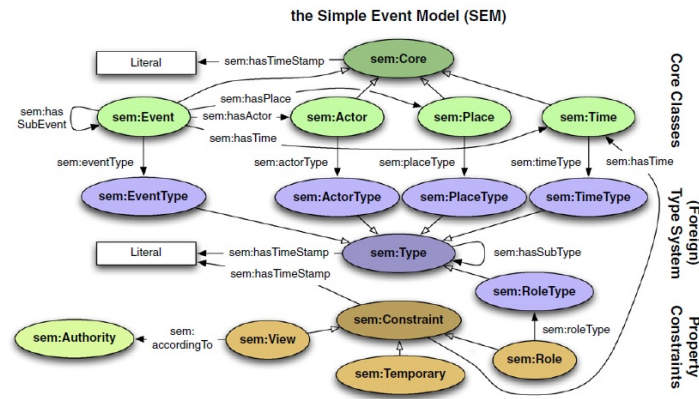 the Simple Event Model (SEM)
Literal
sem:hasTimeStamp
sem:Core
sem:has
SubEvent
sem:Event
sem:hasPlace
sem:hasActor
sem:hasTime
sem:Actor
sem:Place
sem:Time
Core Classes
sem:eventType
sem:actorType
sem:placeType
sem:timeType
sem:hasTime
sem:EventType
sem:ActorType
sem:PlaceType
sem:TimeType
(Foreign)
Type System
Literal
sem:hasTimeStamp
sem:Type
sem:hasSubType
sem:hasTimeStamp
sem:RoleType
sem:Constraint
sem:roleType
sem:Authority
sem:
accordingTo
sem:View
sem:Role
sem:Temporary
Property
Constraints